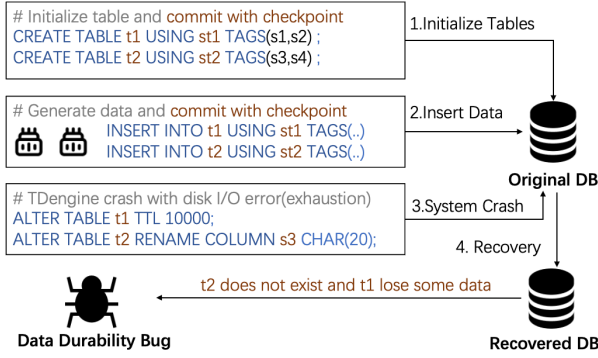 # Initialize table and commit with checkpoint
CREATE TABLE t1 USING st1 TAGS(s1,s2) ;
CREATE TABLE t2 USING st2 TAGS(s3,s4) ;
1.Initialize Tables
# Generate data and commit with checkpoint
INSERT INTO t1 USING st1 TAGS(..)
INSERT INTO t2 USING st2 TAGS(..)
2.Insert Data
Original DB
# TDengine crash with disk I/O error(exhaustion)
ALTER TABLE t1 TTL 10000;
ALTER TABLE t2 RENAME COLUMN s3 CHAR(20);
3.System Crash
4. Recovery
t2 does not exist and t1 lose some data
Data Durability Bug
Recovered DB